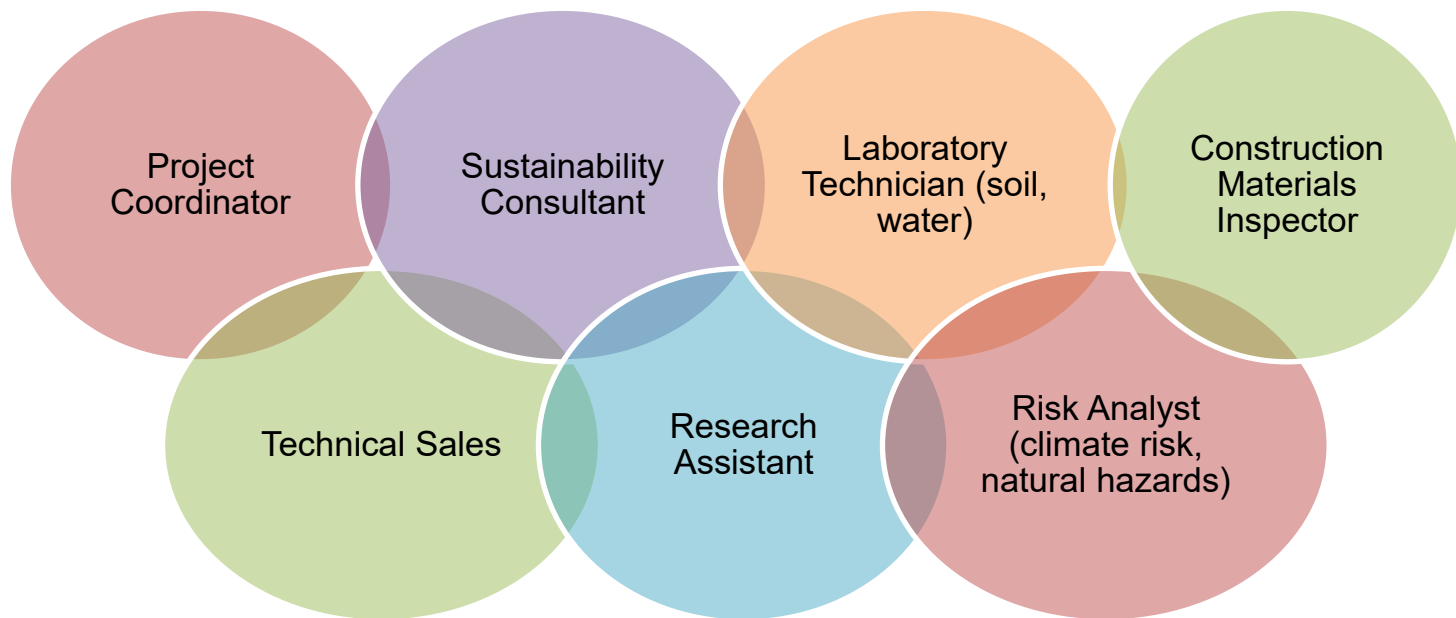 Project
Coordinator
Sustainability
Consultant
Laboratory
Technician (soil,
water)
Construction
Materials
Inspector
Technical Sales
Research
Assistant
Risk Analyst
(climate risk,
natural hazards)